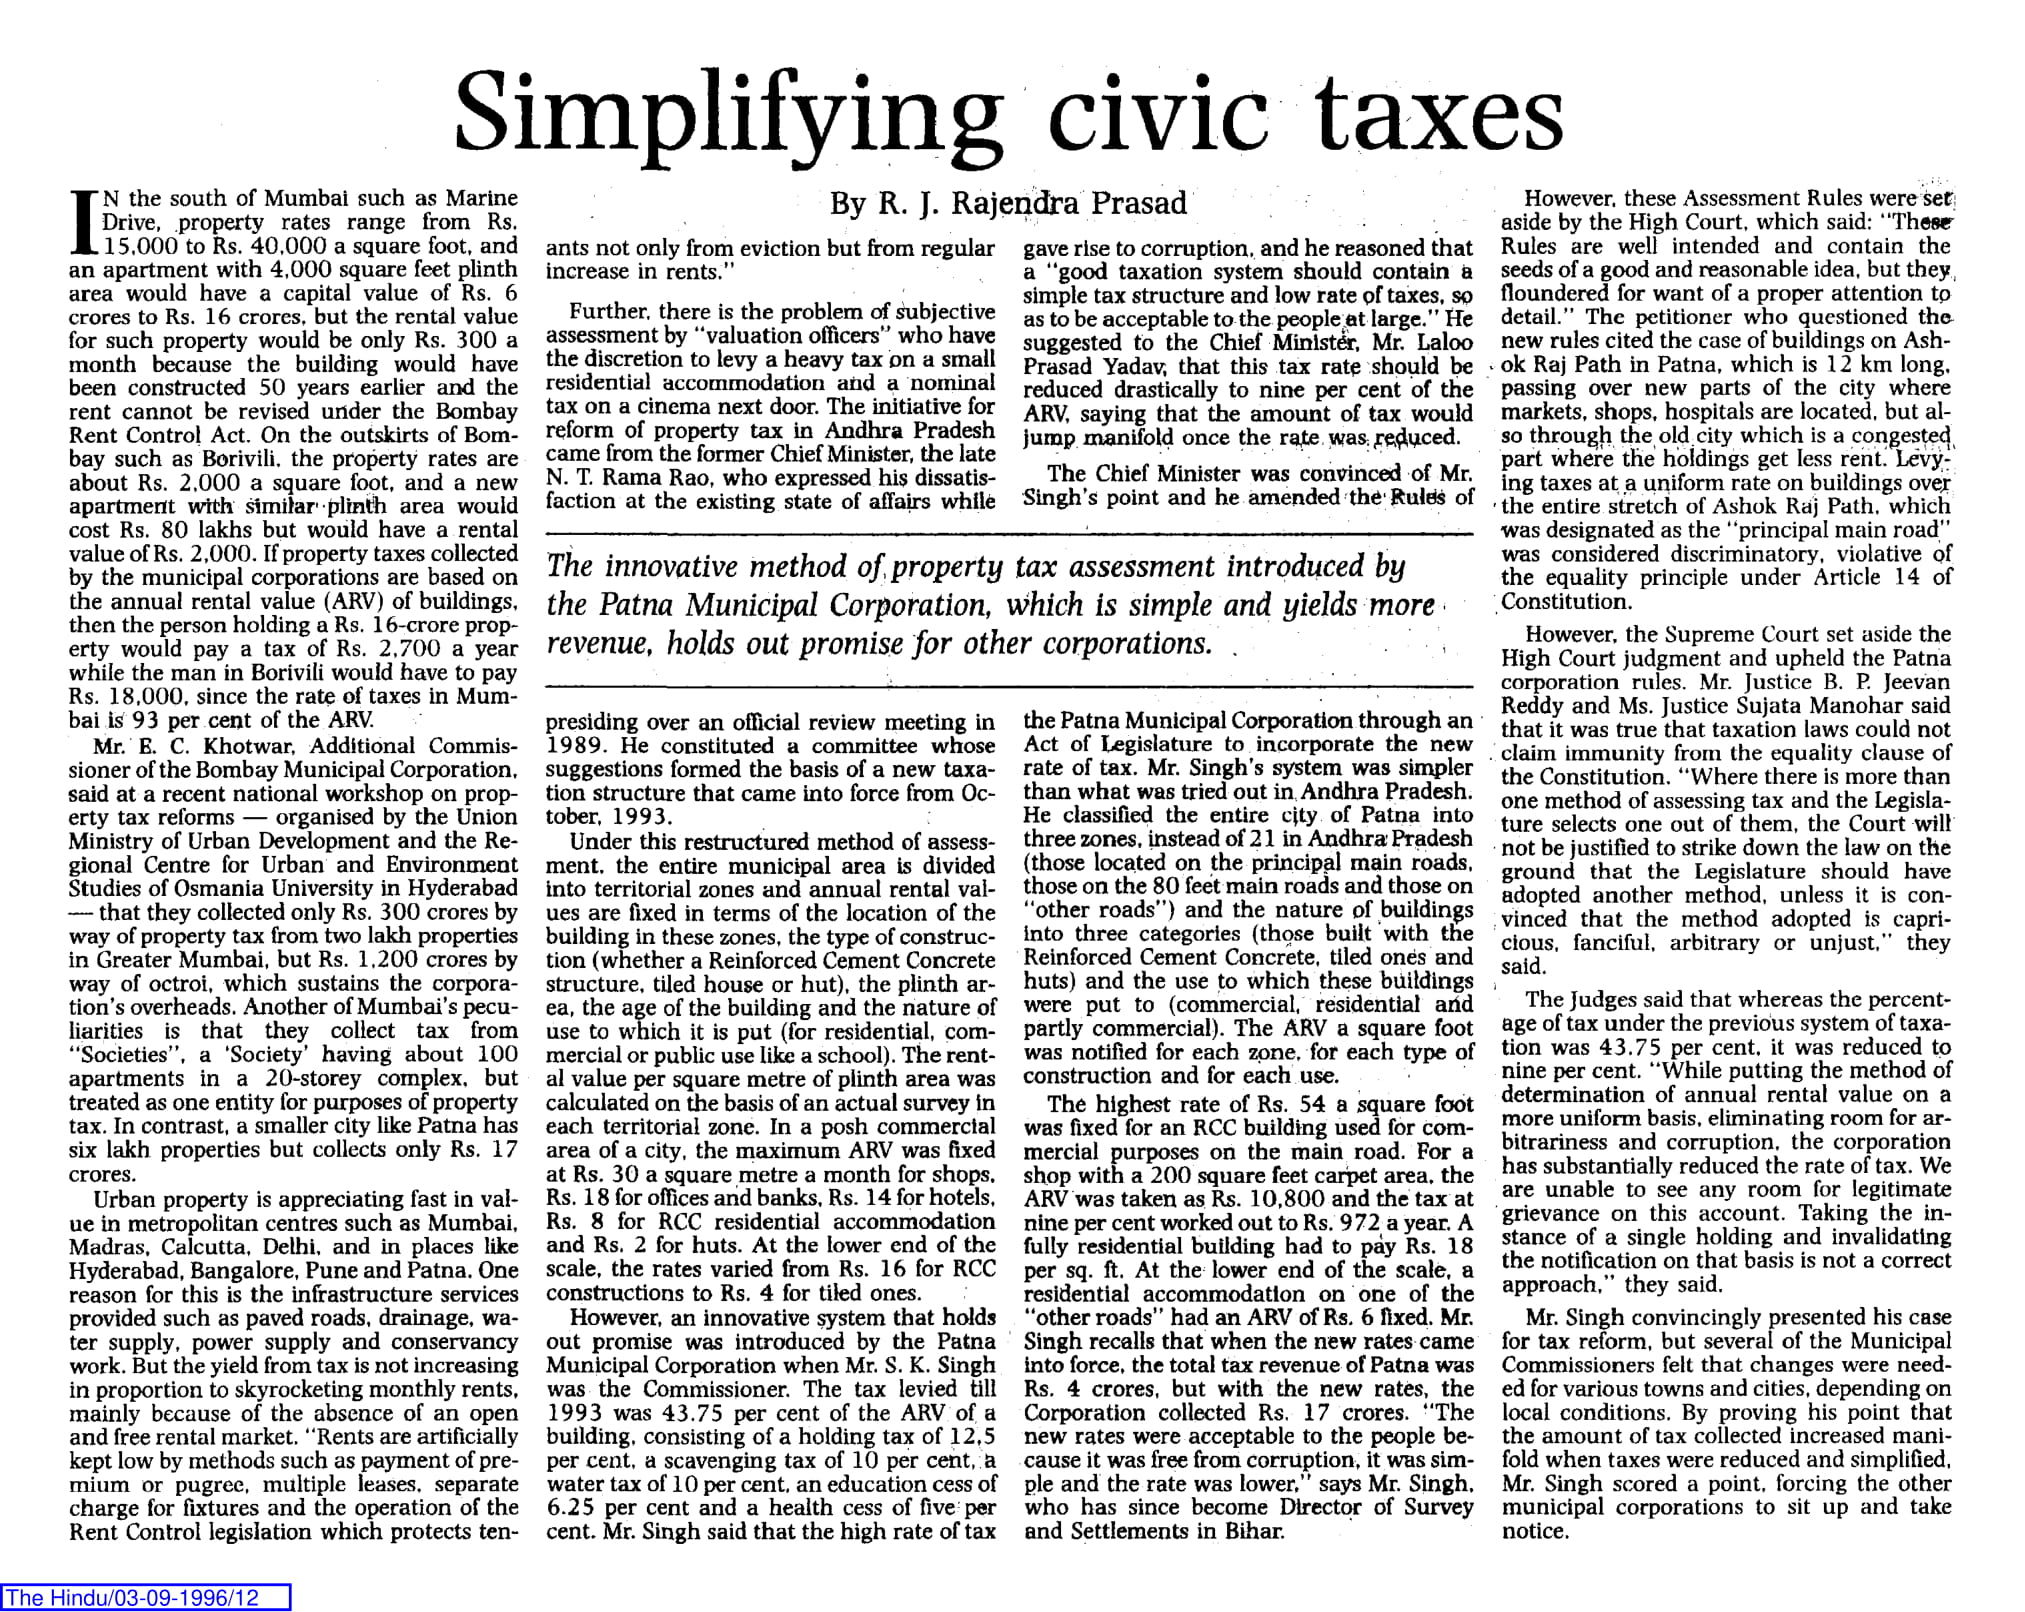 Simplifying civic taxes
By R. J. Rajendra Prasad
IN the south of Mumbai such as Marine
Drive, property rates range from Rs.
15,000 to Rs. 40,000 a square foot, and
an apartment with 4,000 square feet plinth
area would have a capital value of Rs. 6
crores to Rs. 16 crores, but the rental value
for such property would be only Rs. 300 a
month because the building would have
been constructed 50 years earlier and the
rent cannot be revised under the Bombay
Rent Control Act. On the outskirts of Bom-
bay such as Borivili, the property rates are
about Rs. 2,000 a square foot, and a new
apartment with similar plinth area would
cost Rs. 80 lakhs but would have a rental
value of Rs. 2,000. If property taxes collected
by the municipal corporations are based on
the annual rental value (ARV) of buildings,
then the person holding a Rs. 16-crore prop-
erty would pay a tax of Rs. 2,700 a year
while the man in Borivili would have to pay
Rs. 18,000, since the rate of taxes in Mum-
bai is 93 per cent of the ARV.
Mr. E. C. Khotwar, Additional Commis-
sioner of the Bombay Municipal Corporation,
said at a recent national workshop on prop-
erty tax reforms — organised by the Union
Ministry of Urban Development and the Re-
gional Centre for Urban and Environment
Studies of Osmania University in Hyderabad
— that they collected only Rs. 300 crores by
way of property tax from two lakh properties
in Greater Mumbai, but Rs. 1,200 crores by
way of octroi, which sustains the corpora-
tion's overheads. Another of Mumbai's pecu-
liarities is that they collect tax from
"Societies", a 'Society' having about 100
apartments in a 20-storey complex, but
treated as one entity for purposes of property
tax. In contrast, a smaller city like Patna has
six lakh properties but collects only Rs. 17
crores.
Urban property is appreciating fast in val-
ue in metropolitan centres such as Mumbai,
Madras, Calcutta, Delhi, and in places like
Hyderabad, Bangalore, Pune and Patna. One
reason for this is the infrastructure services
provided such as paved roads, drainage, wa-
ter supply, power supply and conservancy
work. But the yield from tax is not increasing
in proportion to skyrocketing monthly rents,
mainly because of the absence of an open
and free rental market. "Rents are artificially
kept low by methods such as payment of pre-
mium or pugree, multiple leases, separate
charge for fixtures and the operation of the
Rent Control legislation which protects ten-
ants not only from eviction but from regular
increase in rents."
Further, there is the problem of subjective
assessment by "valuation officers" who have
the discretion to levy a heavy tax on a small
residential accommodation and a nominal
tax on a cinema next door. The initiative for
reform of property tax in Andhra Pradesh
came from the former Chief Minister, the late
N. T. Rama Rao, who expressed his dissatis-
faction at the existing state of affairs while
The innovative method of property tax assessment introduced by
the Patna Municipal Corporation, which is simple and yields more
revenue, holds out promise for other corporations.
presiding over an official review meeting in
1989. He constituted a committee whose
suggestions formed the basis of a new taxa-
tion structure that came into force from Oc-
tober, 1993.
Under this restructured method of assess-
ment, the entire municipal area is divided
into territorial zones and annual rental val-
ues are fixed in terms of the location of the
building in these zones, the type of construc-
tion (whether a Reinforced Cement Concrete
structure, tiled house or hut), the plinth ar-
ea, the age of the building and the nature of
use to which it is put (for residential, com-
mercial or public use like a school). The rent-
al value per square metre of plinth area was
calculated on the basis of an actual survey in
each territorial zone. In a posh commercial
area of a city, the maximum ARV was fixed
at Rs. 30 a square metre a month for shops,
Rs. 18 for offices and banks, Rs. 14 for hotels,
Rs. 8 for RCC residential accommodation
and Rs. 2 for huts. At the lower end of the
scale, the rates varied from Rs. 16 for RCC
constructions to Rs. 4 for tiled ones.
However, an innovative system that holds
out promise was introduced by the Patna
Municipal Corporation when Mr. S. K. Singh
was the Commissioner. The tax levied till
1993 was 43.75 per cent of the ARV of a
building, consisting of a holding tax of 12,5
per cent, a scavenging tax of 10 per cent, a
water tax of 10 per cent, an education cess of
6.25 per cent and a health cess of five per
cent. Mr. Singh said that the high rate of tax
gave rise to corruption, and he reasoned that
a "good taxation system should contain a
simple tax structure and low rate of taxes, so
as to be acceptable to the people at large." He
suggested to the Chief Minister, Mr. Laloo
Prasad Yadav, that this tax rate should be
reduced drastically to nine per cent of the
ARV, saying that the amount of tax would
jump manifold once the rate was reduced.
The Chief Minister was convinced of Mr.
Singh's point and he amended the Rules of
the Patna Municipal Corporation through an
Act of Legislature to incorporate the new
rate of tax. Mr. Singh's system was simpler
than what was tried out in Andhra Pradesh.
He classified the entire city of Patna into
three zones, instead of 21 in Andhra Pradesh
(those located on the principal main roads,
those on the 80 feet main roads and those on
"other roads") and the nature of buildings
into three categories (those built with the
Reinforced Cement Concrete, tiled ones and
huts) and the use to which these buildings
were put to (commercial, residential and
partly commercial). The ARV a square foot
was notified for each zone, for each type of
construction and for each use.
The highest rate of Rs. 54 a square foot
was fixed for an RCC building used for com-
mercial purposes on the main road. For a
shop with a 200 square feet carpet area, the
ARV was taken as Rs. 10,800 and the tax at
nine per cent worked out to Rs. 972 a year. A
fully residential building had to pay Rs. 18
per sq. ft. At the lower end of the scale, a
residential accommodation on one of the
"other roads" had an ARV of Rs. 6 fixed. Mr.
Singh recalls that when the new rates came
into force, the total tax revenue of Patna was
Rs. 4 crores, but with the new rates, the
Corporation collected Rs. 17 crores. "The
new rates were acceptable to the people be-
cause it was free from corruption, it was sim-
ple and the rate was lower," says Mr. Singh,
who has since become Director of Survey
and Settlements in Bihar.
However, these Assessment Rules were set
aside by the High Court, which said: "These
Rules are well intended and contain the
seeds of a good and reasonable idea, but they
floundered for want of a proper attention to
detail." The petitioner who questioned the
new rules cited the case of buildings on Ash-
ok Raj Path in Patna, which is 12 km long,
passing over new parts of the city where
markets, shops, hospitals are located, but al-
so through the old city which is a congested
part where the holdings get less rent. Levy-
ing taxes at a uniform rate on buildings over
the entire stretch of Ashok Raj Path, which
was designated as the "principal main road"
was considered discriminatory, violative of
the equality principle under Article 14 of
Constitution.
However, the Supreme Court set aside the
High Court judgment and upheld the Patna
corporation rules. Mr. Justice B. P. Jeevan
Reddy and Ms. Justice Sujata Manohar said
that it was true that taxation laws could not
claim immunity from the equality clause of
the Constitution. "Where there is more than
one method of assessing tax and the Legisla-
ture selects one out of them, the Court will
not be justified to strike down the law on the
ground that the Legislature should have
adopted another method, unless it is con-
vinced that the method adopted is capri-
cious, fanciful, arbitrary or unjust," they
said.
The Judges said that whereas the percent-
age of tax under the previous system of taxa-
tion was 43.75 per cent, it was reduced to
nine per cent. "While putting the method of
determination of annual rental value on a
more uniform basis, eliminating room for ar-
bitrariness and corruption, the corporation
has substantially reduced the rate of tax. We
are unable to see any room for legitimate
grievance on this account. Taking the in-
stance of a single holding and invalidating
the notification on that basis is not a correct
approach," they said.
Mr. Singh convincingly presented his case
for tax reform, but several of the Municipal
Commissioners felt that changes were need-
ed for various towns and cities, depending on
local conditions. By proving his point that
the amount of tax collected increased mani-
fold when taxes were reduced and simplified,
Mr. Singh scored a point, forcing the other
municipal corporations to sit up and take
notice.
The Hindu/03-09-1996/12